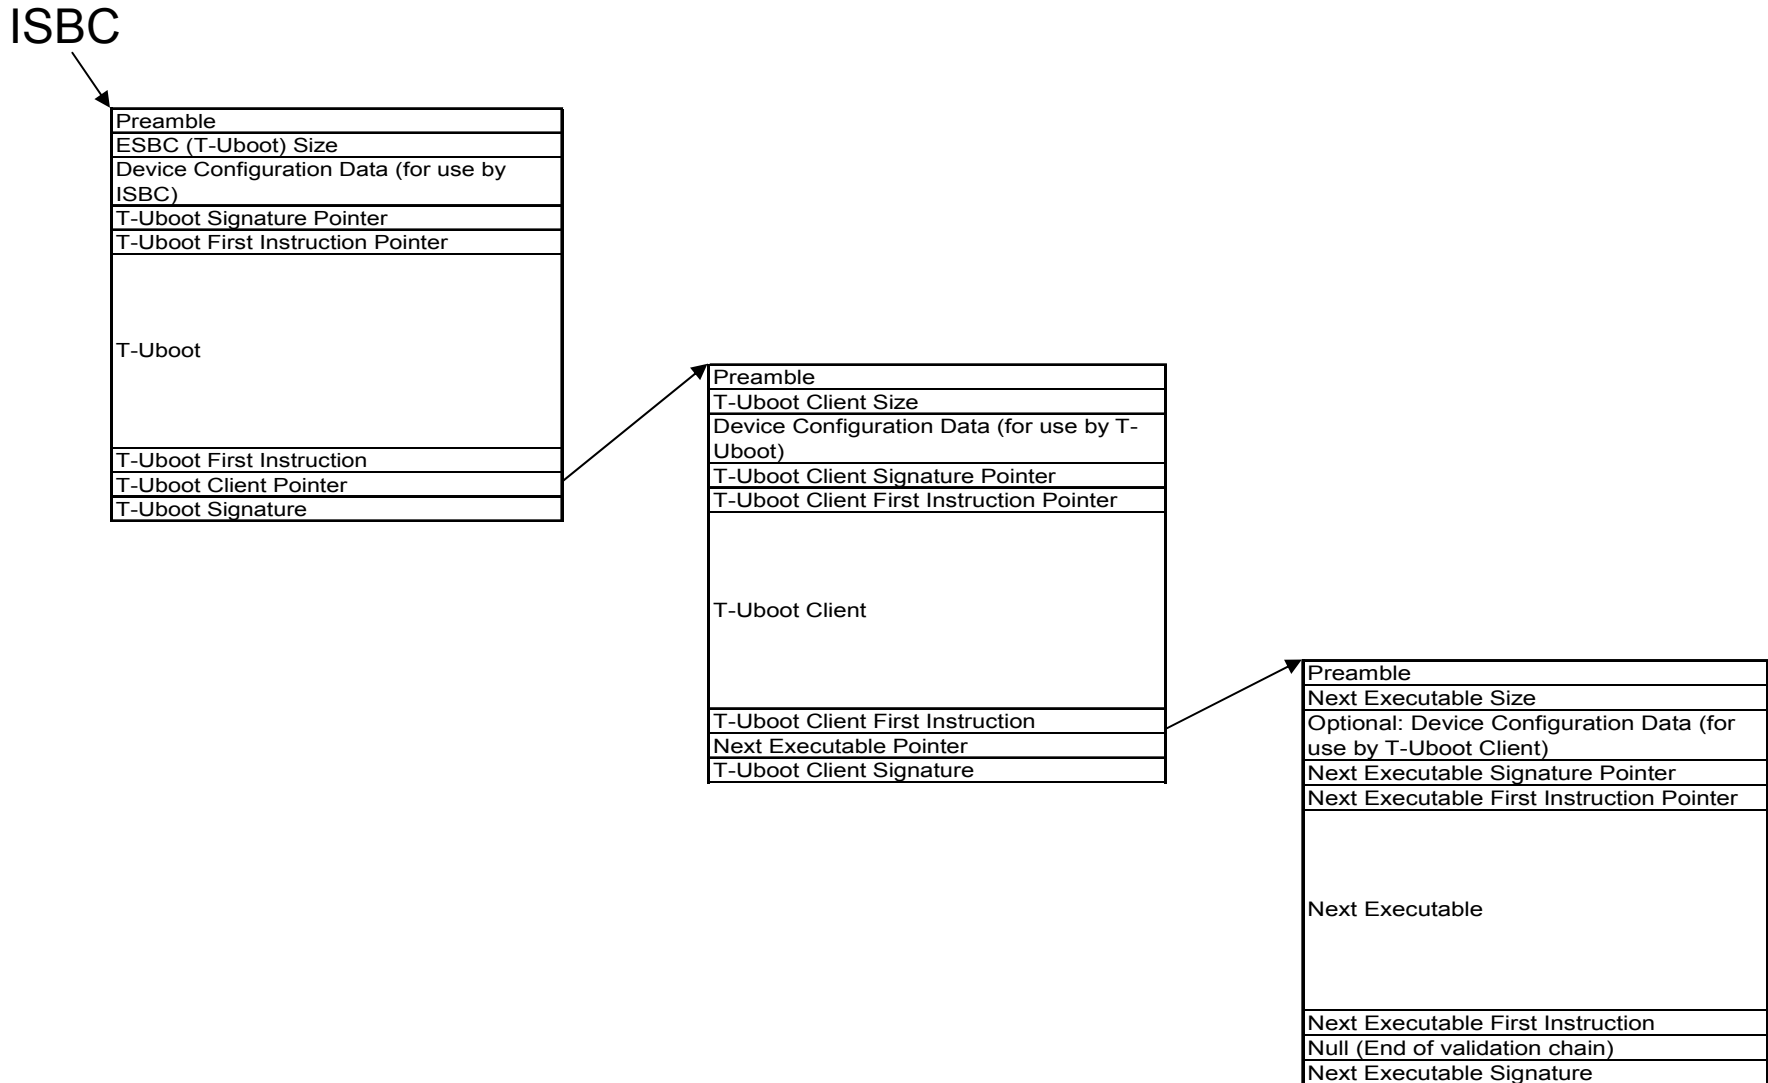 ISBC
Preamble
ESBC (T-Uboot) Size
Device Configuration Data (for use by
ISBC)
T-Uboot Signature Pointer
T-Uboot First Instruction Pointer
T-Uboot
T-Uboot First Instruction
T-Uboot Client Pointer
T-Uboot Signature
Preamble
T-Uboot Client Size
Device Configuration Data (for use by T-
Uboot)
T-Uboot Client Signature Pointer
T-Uboot Client First Instruction Pointer
T-Uboot Client
T-Uboot Client First Instruction
Next Executable Pointer
T-Uboot Client Signature
Preamble
Next Executable Size
Optional: Device Configuration Data (for
use by T-Uboot Client)
Next Executable Signature Pointer
Next Executable First Instruction Pointer
Next Executable
Next Executable First Instruction
Null (End of validation chain)
Next Executable Signature